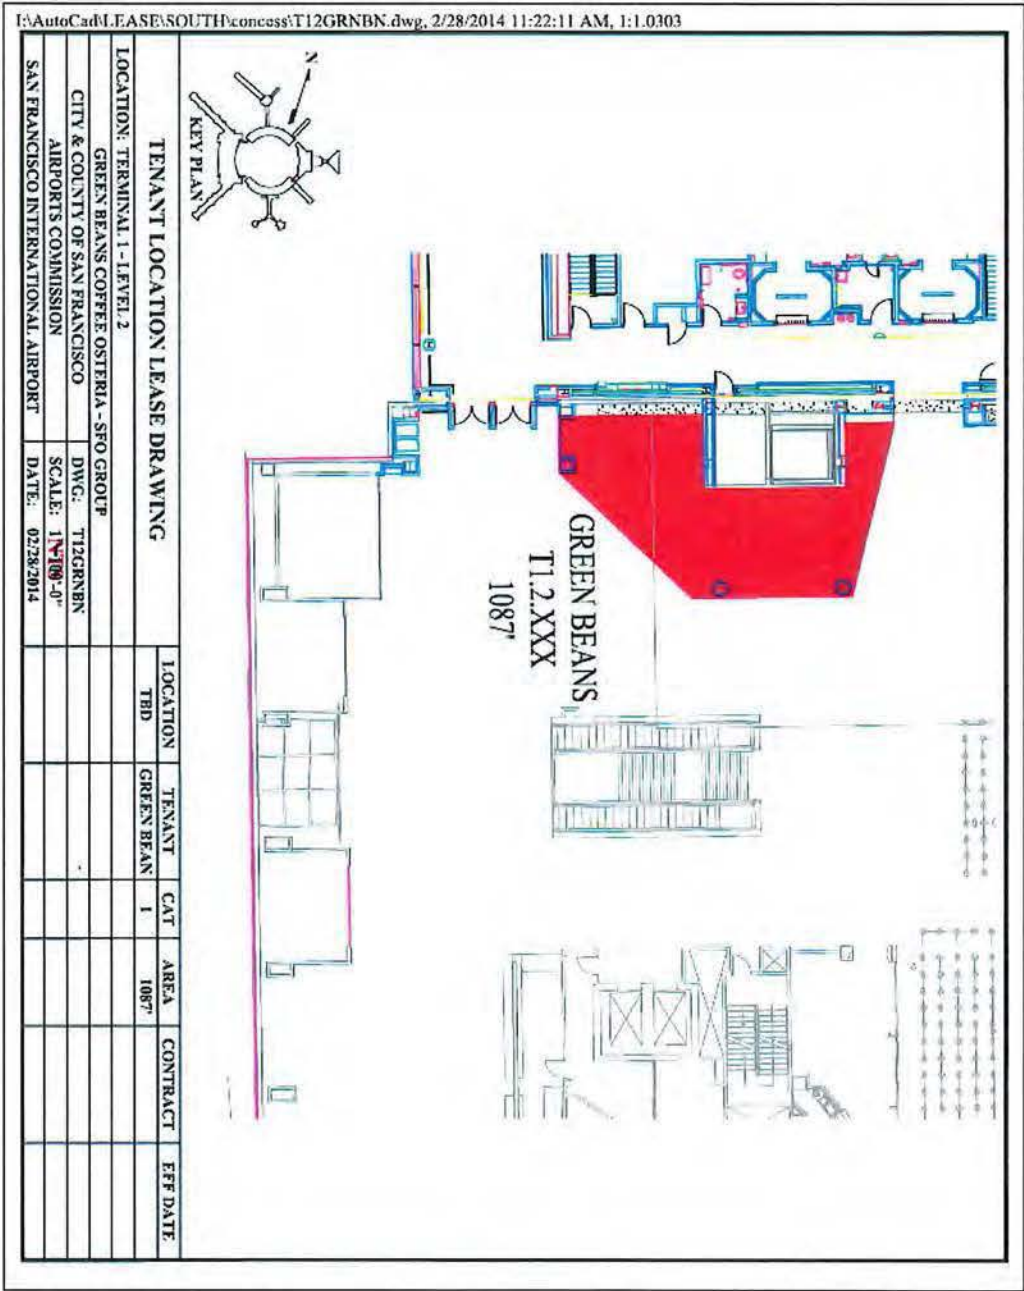 I:\AutoCad\LEASE\SOUTH\concess\T12GRNBN.dwg, 2/28/2014 11:22:11 AM, 1:1.0303
N
KEY PLAN
GREEN BEANS
T1.2.XXX
1087'
H
TENANT LOCATION LEASE DRAWING
LOCATION: TERMINAL 1 - LEVEL 2
GREEN BEANS COFFEE OSTERIA - SFO GROUP
CITY & COUNTY OF SAN FRANCISCO
AIRPORTS COMMISSION
SAN FRANCISCO INTERNATIONAL AIRPORT
DWG: T12GRNBN
SCALE:
DATE: 02/28/2014
LOCATION TENANT CAT AREA CONTRACT EFF DATE
TBD GREEN BEAN 1 1087'